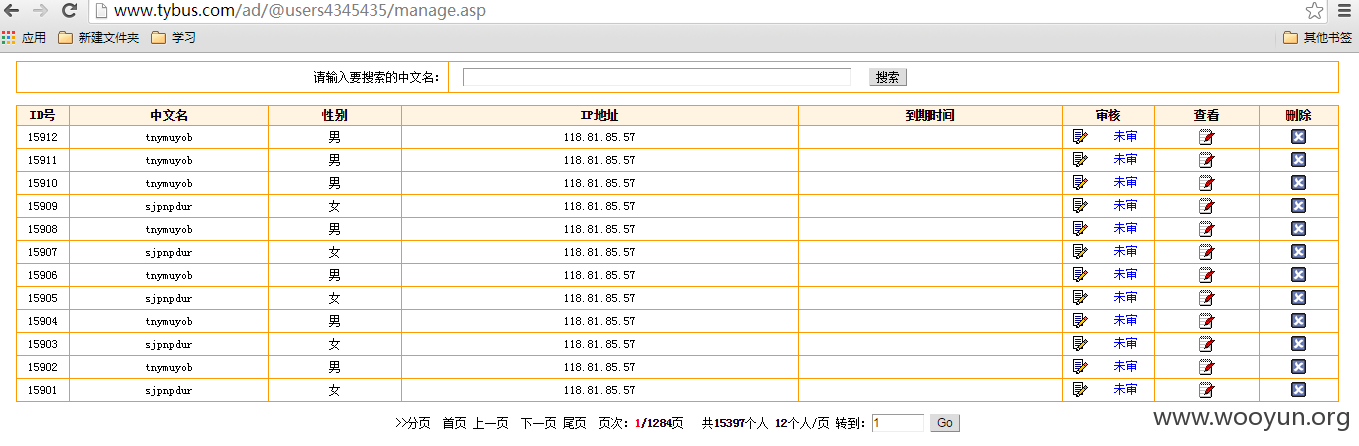 www.tybus.com/ad/@users4345435/manage.asp
应用 新建文件夹 学习 其他书签
请输入要搜索的中文名： 搜索
ID号 中文名 性别 IP地址 到期时间 审核 查看 删除
15912 tnymuyob 男 118.81.85.57 未审
15911 tnymuyob 男 118.81.85.57 未审
15910 tnymuyob 男 118.81.85.57 未审
15909 sjpnpdur 女 118.81.85.57 未审
15908 tnymuyob 男 118.81.85.57 未审
15907 sjpnpdur 女 118.81.85.57 未审
15906 tnymuyob 男 118.81.85.57 未审
15905 sjpnpdur 女 118.81.85.57 未审
15904 tnymuyob 男 118.81.85.57 未审
15903 sjpnpdur 女 118.81.85.57 未审
15902 tnymuyob 男 118.81.85.57 未审
15901 sjpnpdur 女 118.81.85.57 未审
>>分页 首页 上一页 下一页 尾页 页次：1/1284页 共15397个人 12个人/页 转到：1 Go
www.wooyun.org